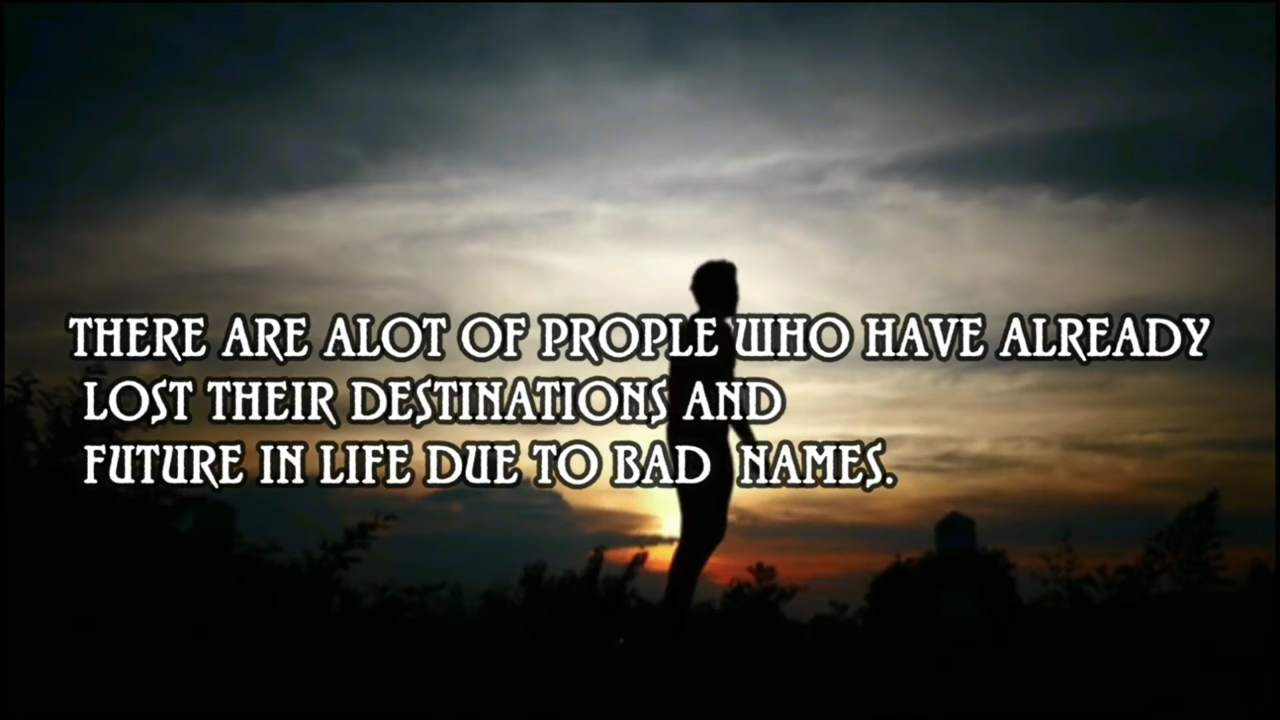 THERE ARE ALOT OF PROPLE WHO HAVE ALREADY
LOST THEIR DESTINATIONS AND
FUTURE IN LIFE DUE TO BAD NAMES.